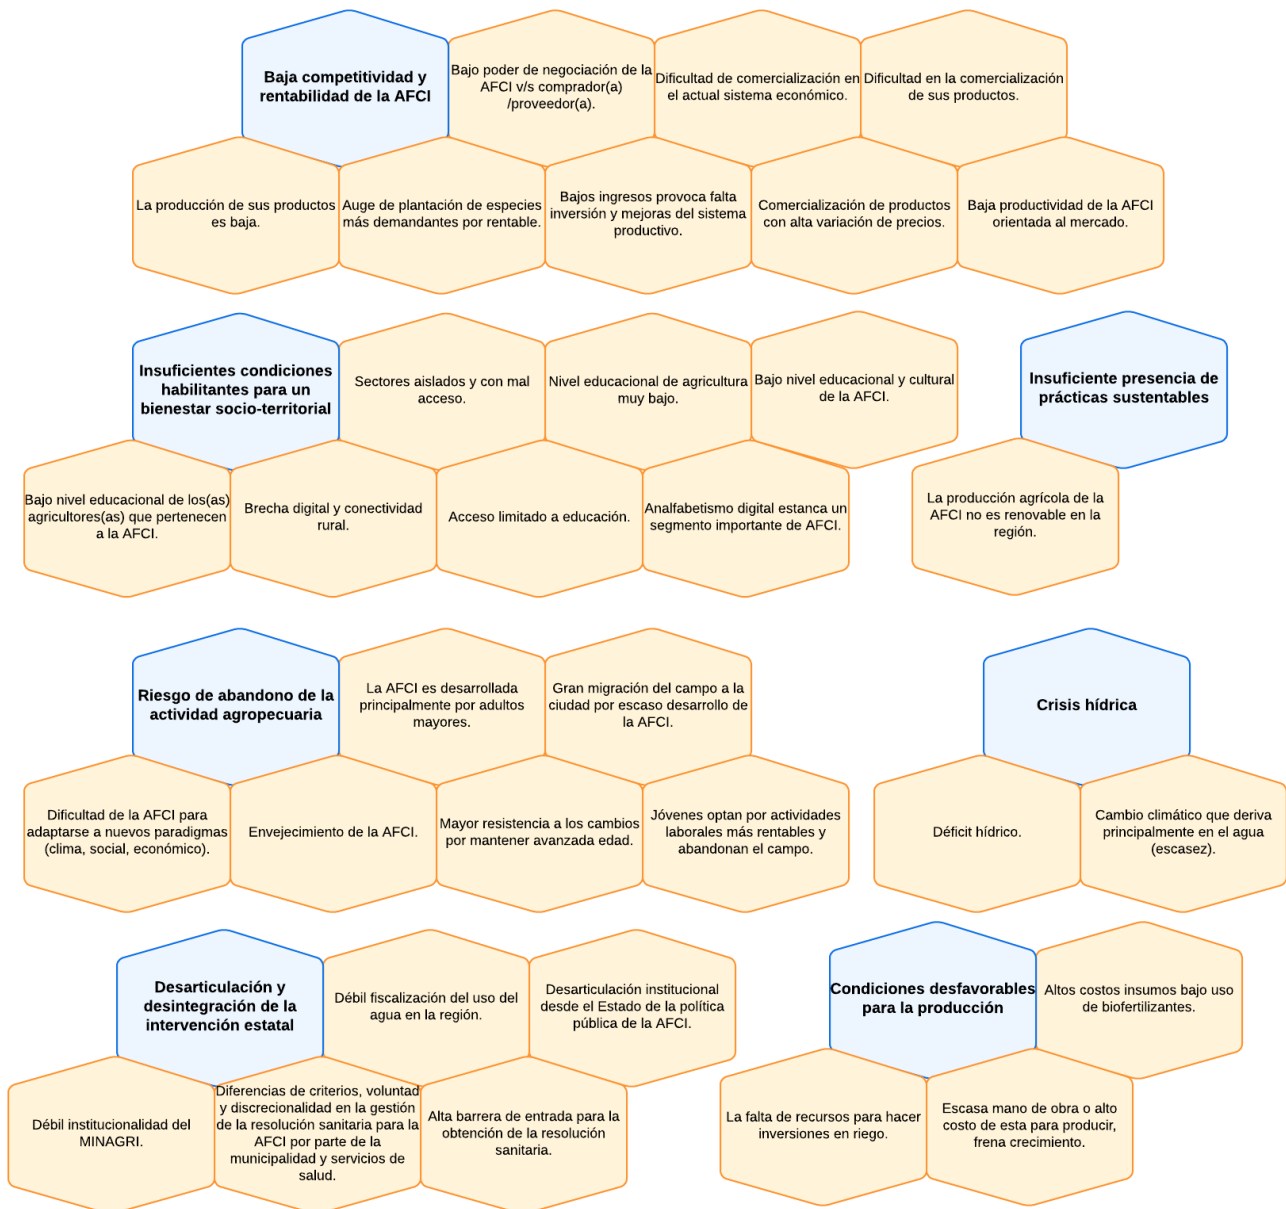 Baja competitividad y
rentabilidad de la AFCI
Bajo poder de negociación de la
AFCI v/s comprador(a)
/proveedor(a).
Dificultad de comercialización en
el actual sistema económico.
Dificultad en la comercialización
de sus productos.
La producción de sus productos
es baja.
Auge de plantación de especies
más demandantes por rentable.
Bajos ingresos provoca falta
inversión y mejoras del sistema
productivo.
Comercialización de productos
con alta variación de precios.
Baja productividad de la AFCI
orientada al mercado.
Insuficientes condiciones
habilitantes para un
bienestar socio-territorial
Sectores aislados y con mal
acceso.
Nivel educacional de agricultura
muy bajo.
Bajo nivel educacional y cultural
de la AFCI.
Bajo nivel educacional de los(as)
agricultores(as) que pertenecen
a la AFCI.
Brecha digital y conectividad
rural.
Acceso limitado a educación.
Analfabetismo digital estanca un
segmento importante de AFCI.
Insuficiente presencia de
prácticas sustentables
La producción agrícola de la
AFCI no es renovable en la
región.
Riesgo de abandono de la
actividad agropecuaria
La AFCI es desarrollada
principalmente por adultos
mayores.
Gran migración del campo a la
ciudad por escaso desarrollo de
la AFCI.
Dificultad de la AFCI para
adaptarse a nuevos paradigmas
(clima, social, económico).
Envejecimiento de la AFCI.
Mayor resistencia a los cambios
por mantener avanzada edad.
Jóvenes optan por actividades
laborales más rentables y
abandonan el campo.
Crisis hídrica
Déficit hídrico.
Cambio climático que deriva
principalmente en el agua
(escasez).
Desarticulación y
desintegración de la
intervención estatal
Débil fiscalización del uso del
agua en la región.
Desarticulación institucional
desde el Estado de la política
pública de la AFCI.
Débil institucionalidad del
MINAGRI.
Diferencias de criterios, voluntad
y discrecionalidad en la gestión
de la resolución sanitaria para la
AFCI por parte de la
municipalidad y servicios de
salud.
Alta barrera de entrada para la
obtención de la resolución
sanitaria.
Condiciones desfavorables
para la producción
Altos costos insumos bajo uso
de biofertilizantes.
La falta de recursos para hacer
inversiones en riego.
Escasa mano de obra o alto
costo de esta para producir,
frena crecimiento.